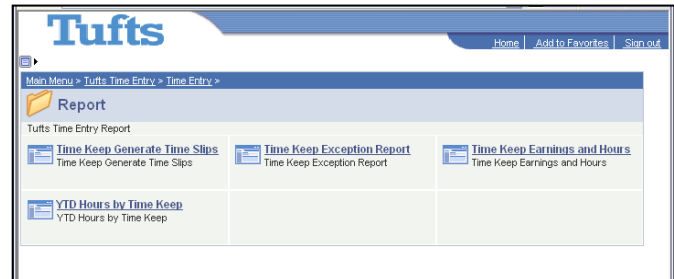 Tufts
Home Add to Favorites Sign out
Main Menu > Tufts Time Entry > Time Entry >
Report
Tufts Time Entry Report
Time Keep Generate Time Slips
Time Keep Generate Time Slips
Time Keep Exception Report
Time Keep Exception Report
Time Keep Earnings and Hours
Time Keep Earnings and Hours
YTD Hours by Time Keep
YTD Hours by Time Keep